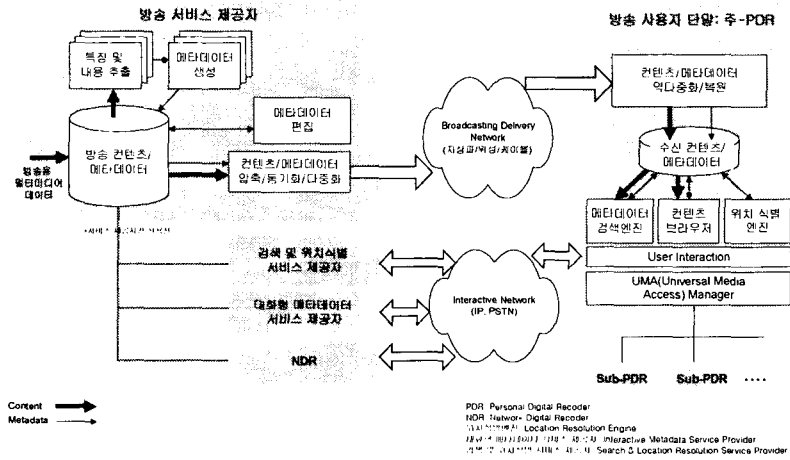 방송 서비스 제공자
방송 사용자 단말: 주-PDR
특징 및
내용 추출
메타데이터
생성
메타데이터
편집
방송 컨텐츠/
메타데이터
방송용
멀티미디어
데이터
컨텐츠/메타데이터
압축/동기화/다중화
Broadcasting Delivery
Network
(지상파/위성/케이블)
컨텐츠/메타데이터
역다중화/복원
수신 컨텐츠/
메타데이터
메타데이터
검색엔진
컨텐츠
브라우저
위치 식별
엔진
User Interaction
UMA(Universal Media
Access) Manager
검색 및 위치식별
서비스 제공자
대화형 메타데이터
서비스 제공자
NDR
Interactive Network
(IP, PSTN)
Sub-PDR
Sub-PDR
....
Content
Metadata
PDR: Personal Digital Recoder
NDR: Network Digital Recoder
Location Resolution Engine
Interactive Metadata Service Provider
Search & Location Resolution Service Provider